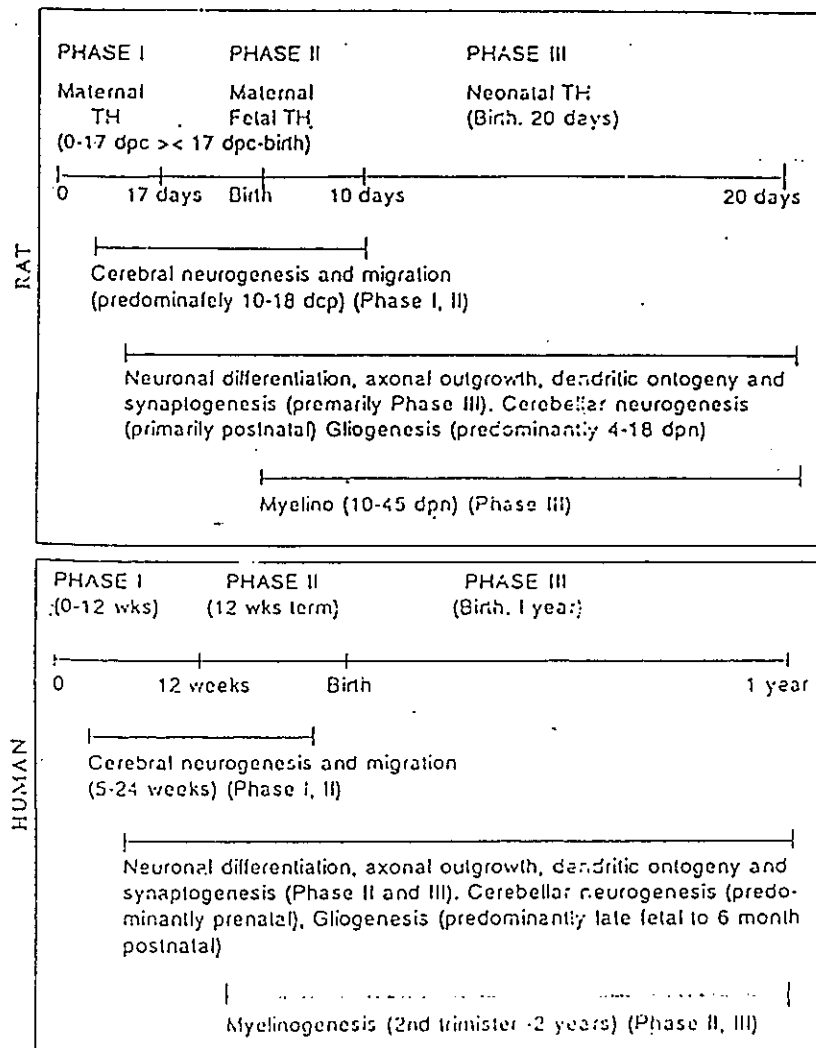 PHASE I PHASE II PHASE III
Maternal Maternal Neonatal TH
TH Fetal TH (Birth. 20 days)
(0-17 dpc >< 17 dpc-birth)
0 17 days Birth 10 days 20 days
RAT
Cerebral neurogenesis and migration
(predominately 10-18 dcp) (Phase I, II)
Neuronal differentiation, axonal outgrowth, dendritic ontogeny and
synaptogenesis (premarily Phase III). Cerebellar neurogenesis
(primarily postnatal) Gliogenesis (predominantly 4-18 dpn)
Myelino (10-45 dpn) (Phase III)
PHASE I PHASE II PHASE III
(0-12 wks) (12 wks term) (Birth. I year)
0 12 weeks Birth 1 year
HUMAN
Cerebral neurogenesis and migration
(5-24 weeks) (Phase I, II)
Neuronal differentiation, axonal outgrowth, dendritic ontogeny and
synaptogenesis (Phase II and III). Cerebellar neurogenesis (predo-
minantly prenatal), Gliogenesis (predominantly late fetal to 6 month
postnatal)
Myelinogenesis (2nd trimister -2 years) (Phase II, III)